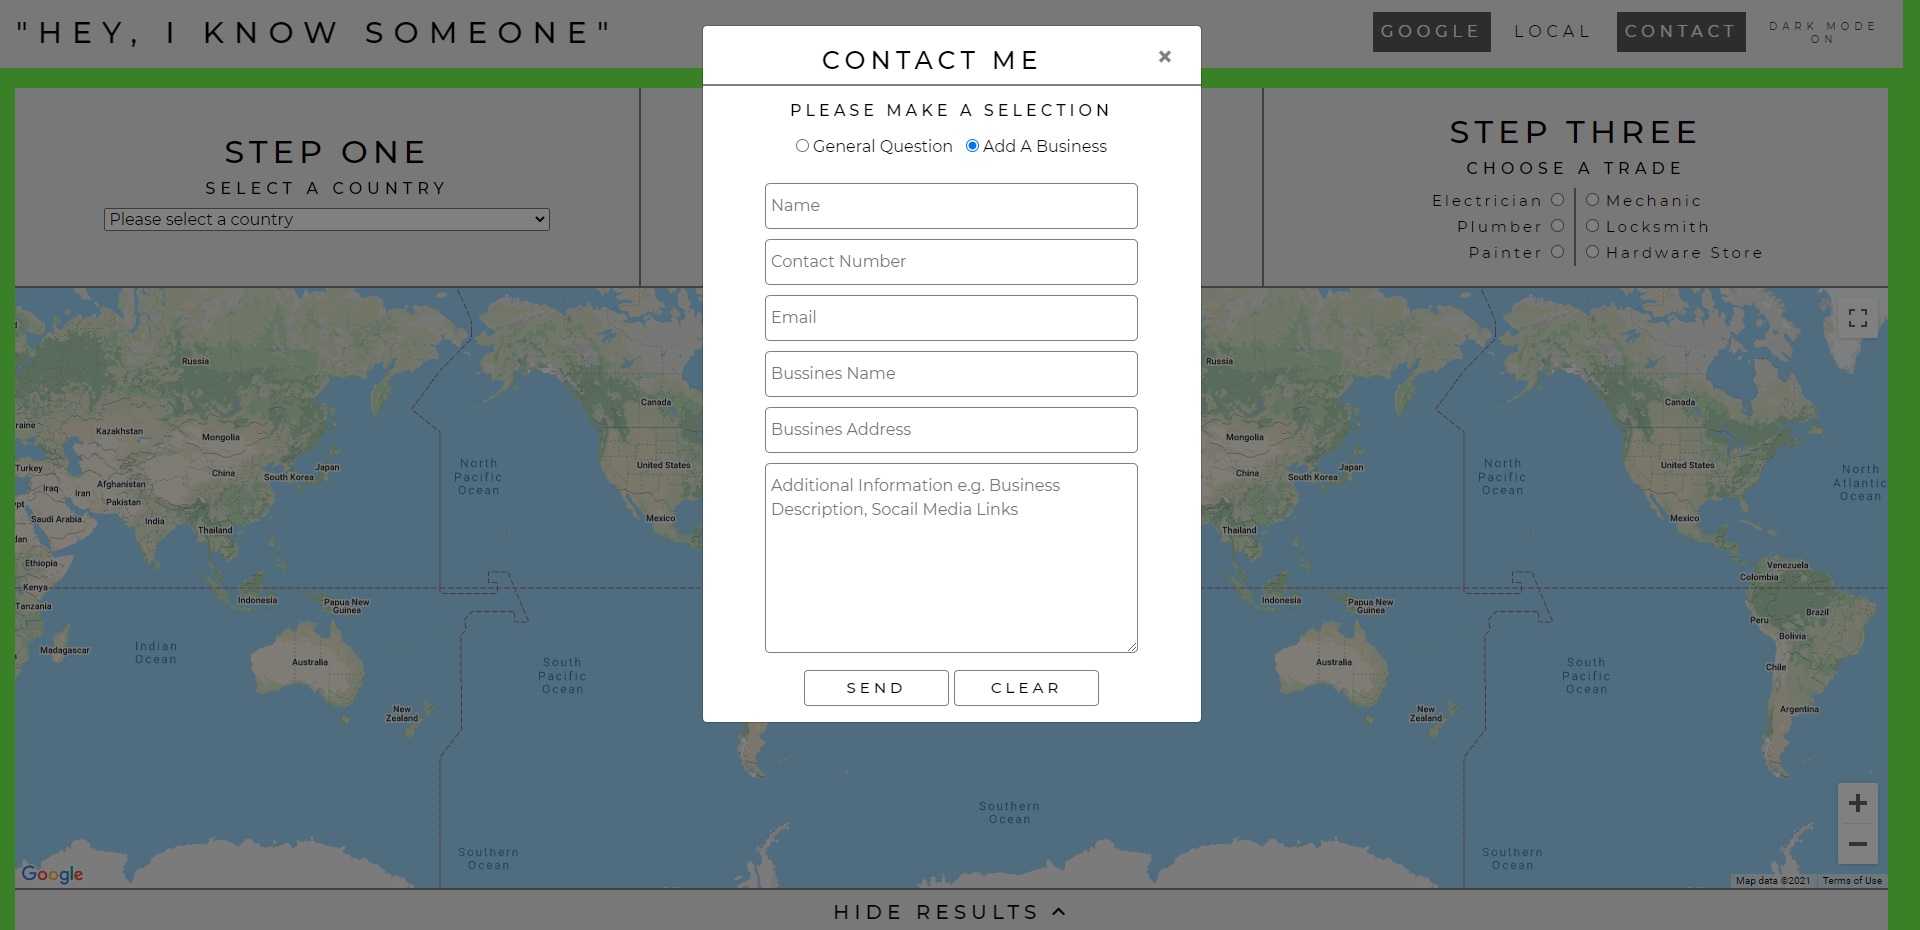 "HEY, I KNOW SOMEONE"
GOOGLE
LOCAL
CONTACT
DARK MODE
ON
CONTACT ME
×
PLEASE MAKE A SELECTION
General Question
Add A Business
Name
Contact Number
Email
Bussines Name
Bussines Address
Additional Information e.g. Business
Description, Socail Media Links
SEND
CLEAR
STEP ONE
SELECT A COUNTRY
Please select a country
STEP THREE
CHOOSE A TRADE
Electrician
Mechanic
Plumber
Locksmith
Painter
Hardware Store
Russia
Canada
raine
Kazakhstan
Mongolia
Turkey
China
Japan
South Korea
Afghanistan
Iraq
Iran
Pakistan
ypt
Saudi Arabia
India
Thailand
dan
Ethiopia
Kenya
Tanzania
Indonesia
Papua New
Guinea
Madagascar
Indian
Ocean
Australia
New
Zealand
North
Pacific
Ocean
United States
Mexico
South
Pacific
Ocean
Southern
Ocean
Southern
Ocean
Russia
Canada
Mongolia
China
Japan
South Korea
Thailand
Indonesia
Papua New
Guinea
Australia
New
Zealand
North
Pacific
Ocean
United States
Mexico
North
Atlantic
Ocean
Venezuela
Colombia
Brazil
Peru
Bolivia
Chile
Argentina
South
Pacific
Ocean
Southern
Ocean
Google
Map data ©2021
Terms of Use
HIDE RESULTS